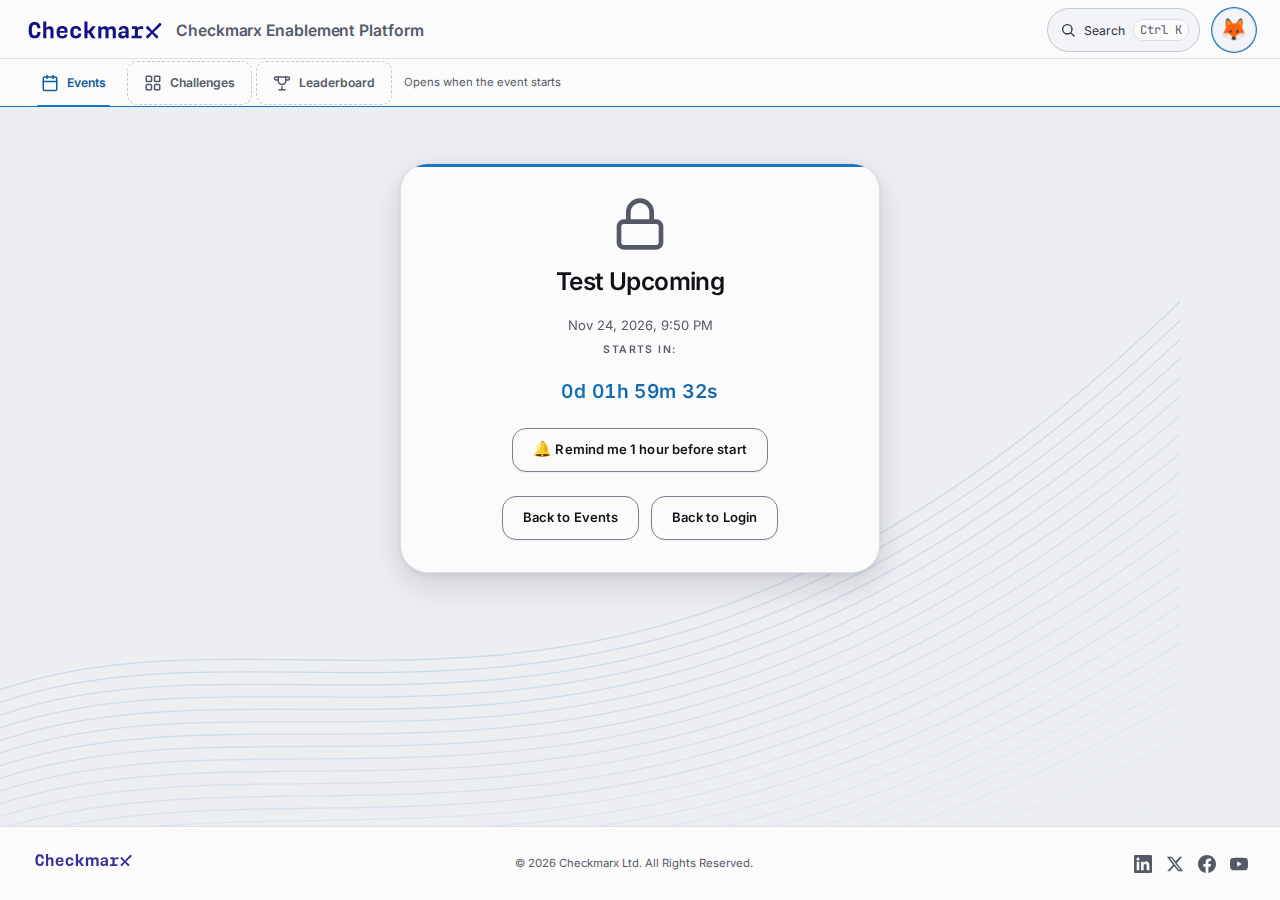 Checkmarx Checkmarx Enablement Platform Search Ctrl K
Events Challenges Leaderboard Opens when the event starts
Test Upcoming
Nov 24, 2026, 9:50 PM
STARTS IN:
0d 01h 59m 32s
🔔 Remind me 1 hour before start
Back to Events Back to Login
Checkmarx © 2026 Checkmarx Ltd. All Rights Reserved.